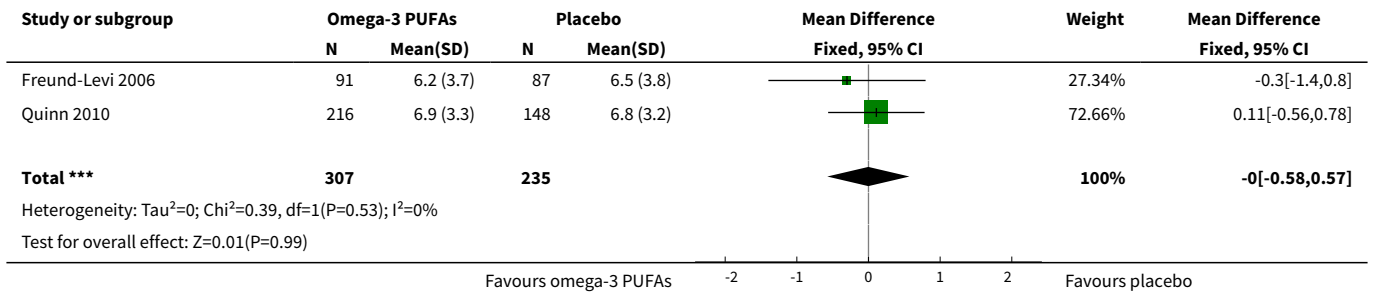 Study or subgroup Omega-3 PUFAs Placebo Mean Difference Weight Mean Difference
N Mean(SD) N Mean(SD) Fixed, 95% CI Fixed, 95% CI
Freund-Levi 2006 91 6.2 (3.7) 87 6.5 (3.8) 27.34% -0.3[-1.4,0.8]
Quinn 2010 216 6.9 (3.3) 148 6.8 (3.2) 72.66% 0.11[-0.56,0.78]
Total *** 307 235 100% -0[-0.58,0.57]
Heterogeneity: Tau²=0; Chi²=0.39, df=1(P=0.53); I²=0%
Test for overall effect: Z=0.01(P=0.99)
Favours omega-3 PUFAs -2 -1 0 1 2 Favours placebo